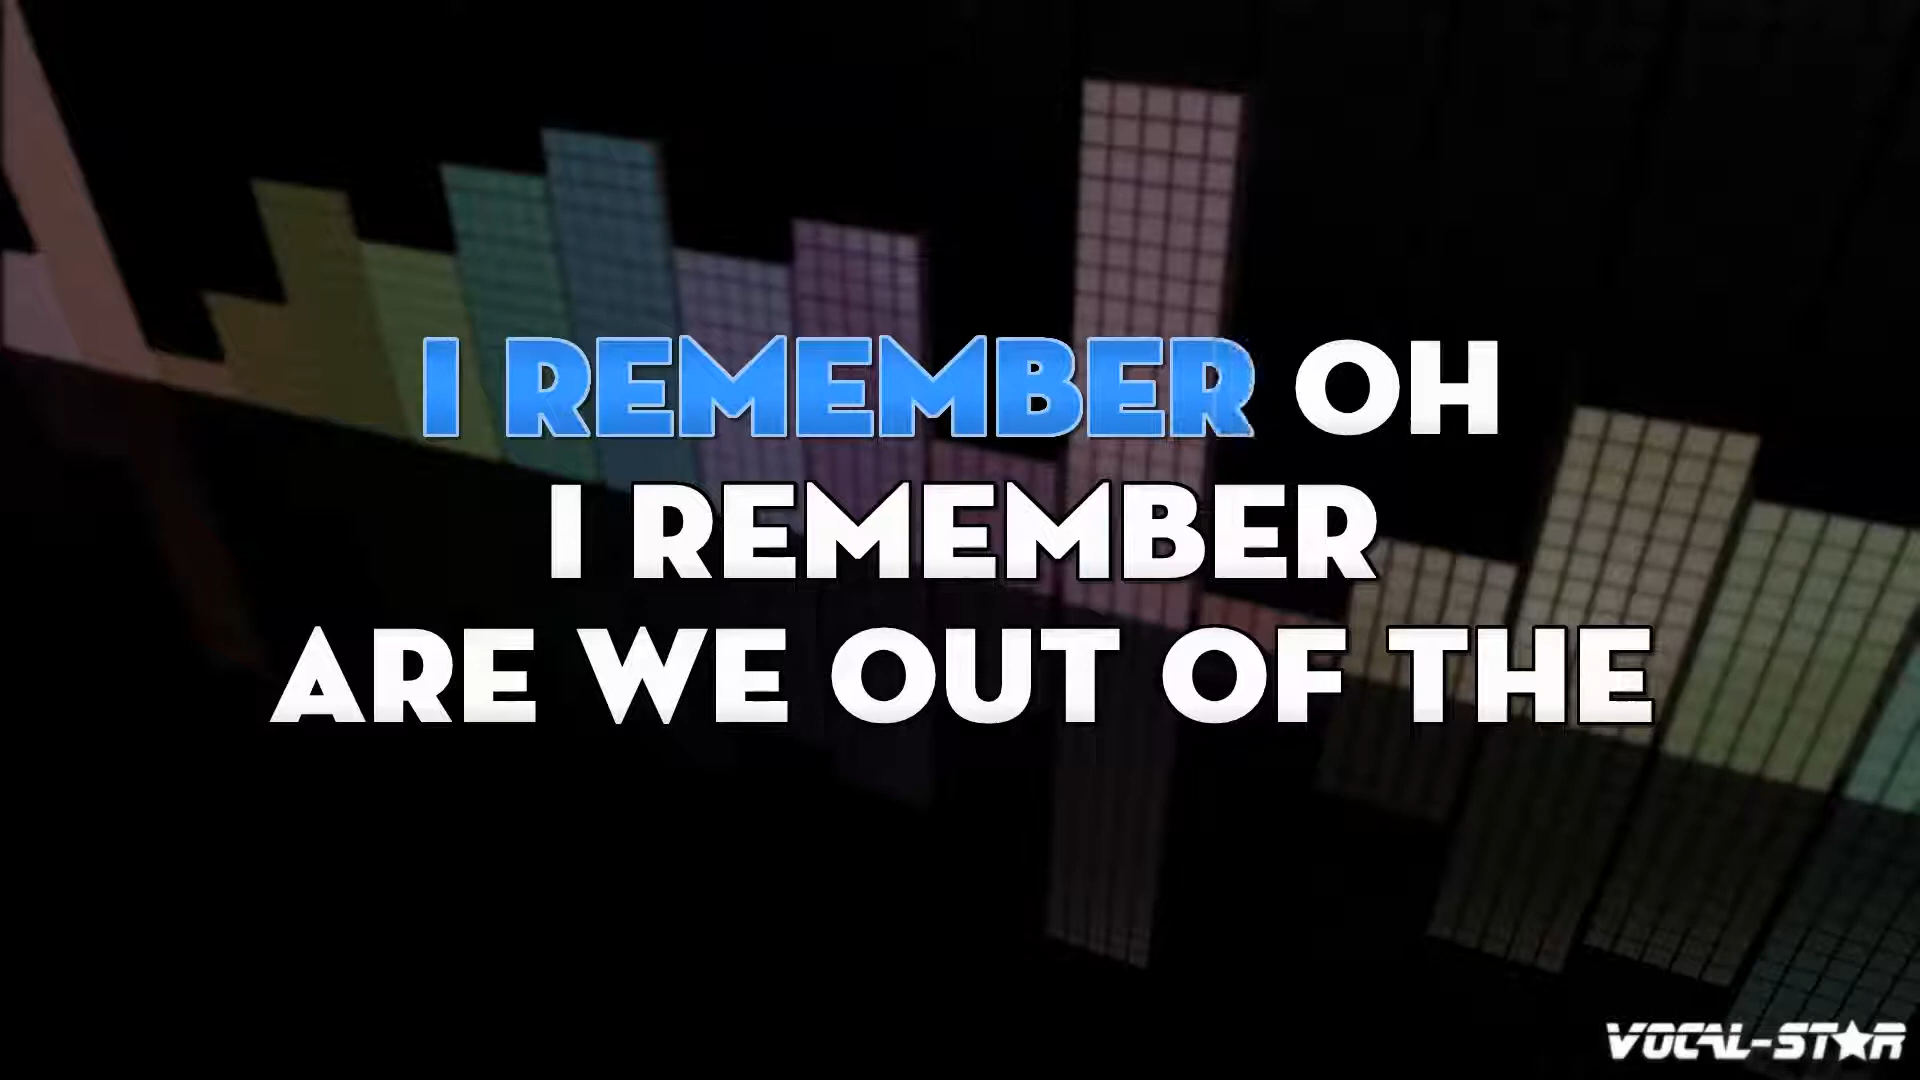 I REMEMBER OH
I REMEMBER
ARE WE OUT OF THE
VOCAL-STAR